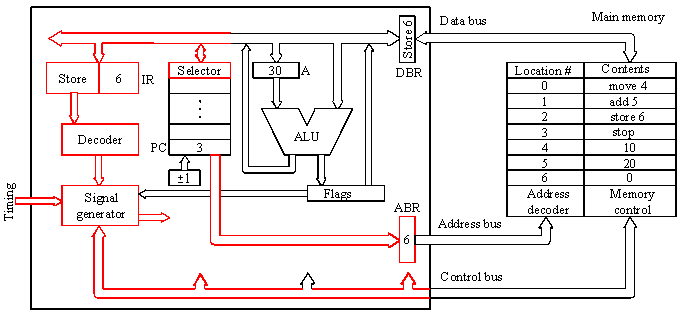 Data bus
Main memory
Store 6
DBR
Store 6 IR
Selector
30 A
Location # Contents
0 move 4
1 add 5
2 store 6
3 stop
4 10
5 20
6 0
Address decoder
Memory control
Decoder
PC 3
ALU
±1
Timing
Signal generator
Flags
ABR
6
Address bus
Control bus